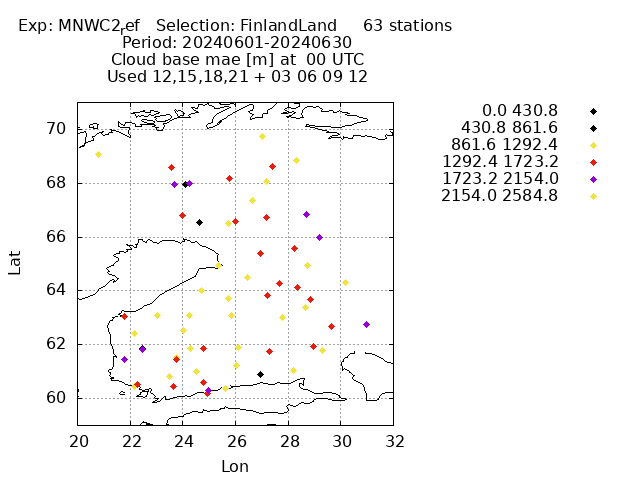 Exp: MNWC2ref Selection: FinlandLand 63 stations
Period: 20240601-20240630
Cloud base mae [m] at 00 UTC
Used 12,15,18,21 + 03 06 09 12
0.0 430.8
430.8 861.6
861.6 1292.4
1292.4 1723.2
1723.2 2154.0
2154.0 2584.8
70
68
66
64
62
60
Lat
20 22 24 26 28 30 32
Lon